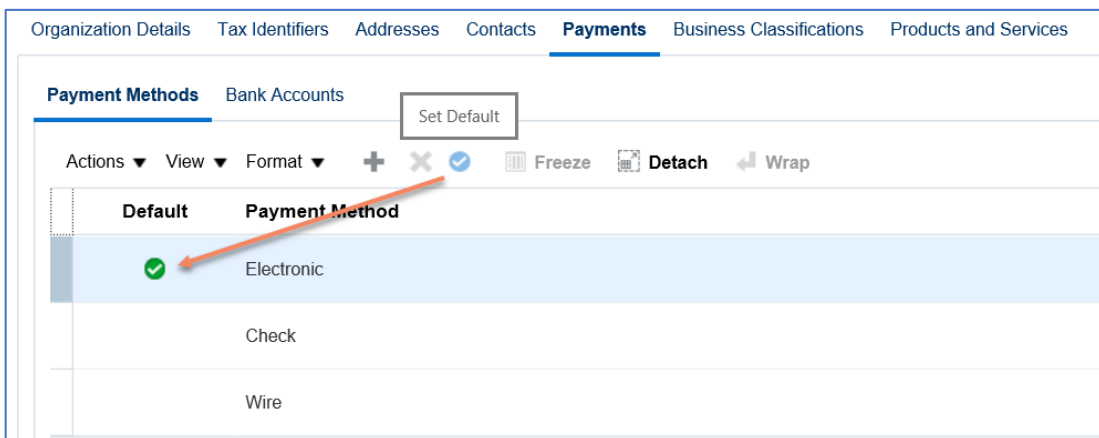 Organization Details Tax Identifiers Addresses Contacts Payments Business Classifications Products and Services
Payment Methods Bank Accounts
Set Default
Actions View Format Freeze Detach Wrap
Default Payment Method
Electronic
Check
Wire